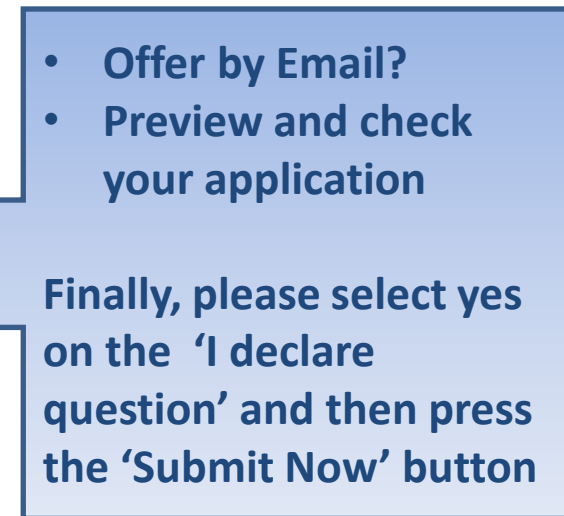 • Offer by Email?
• Preview and check
your application
Finally, please select yes
on the ‘I declare
question’ and then press
the ‘Submit Now’ button